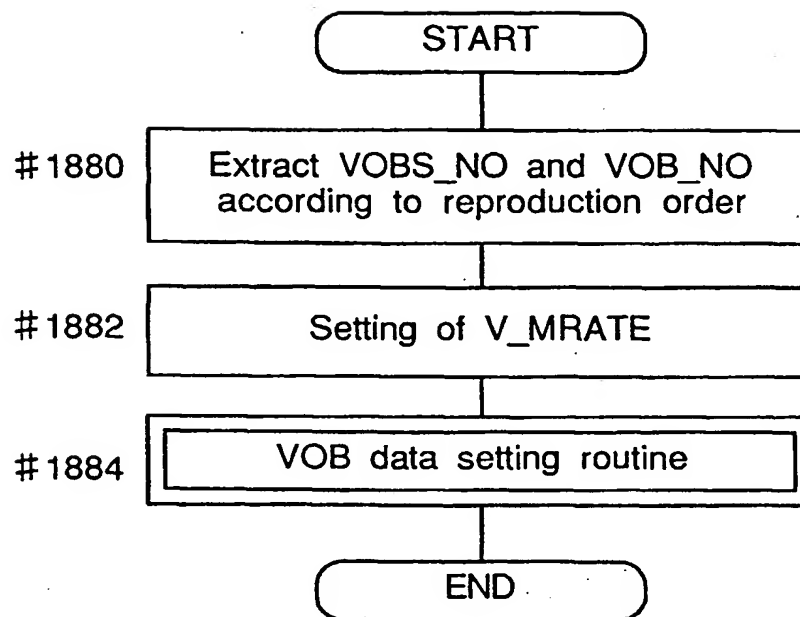 START
#1880
Extract VOBS_NO and VOB_NO
according to reproduction order
#1882
Setting of V_MRATE
#1884
VOB data setting routine
END